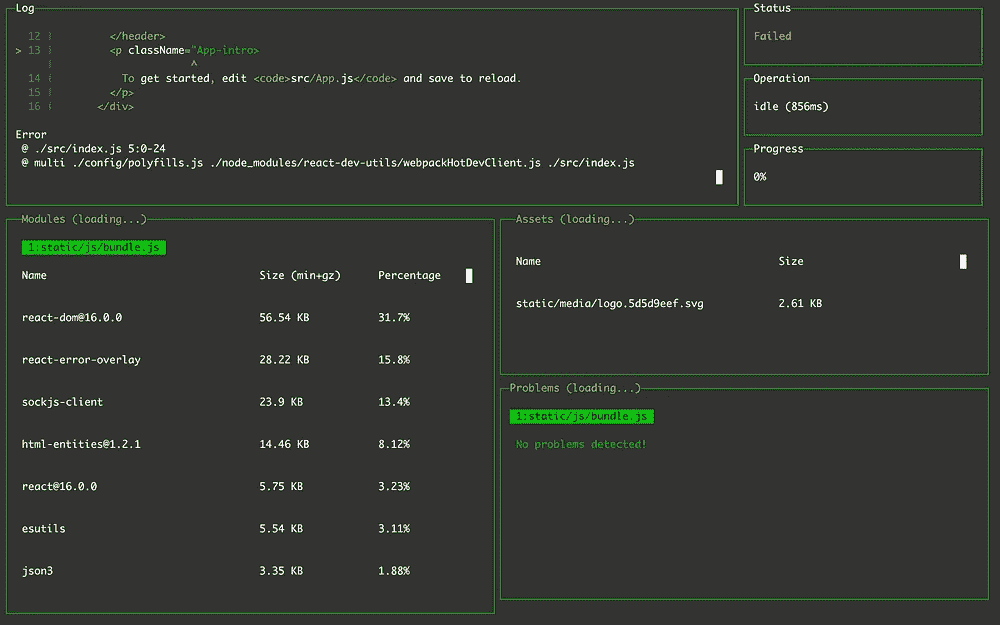 Log
12 </header>
> 13 <p className="App-intro>
^
14 To get started, edit <code>src/App.js</code> and save to reload.
15 </p>
16 </div>
Error
@ ./src/index.js 5:0-24
@ multi ./config/polyfills.js ./node_modules/react-dev-utils/webpackHotDevClient.js ./src/index.js
Status
Failed
Operation
idle (856ms)
Progress
0%
Modules (loading...)
1:static/js/bundle.js
Name Size (min+gz) Percentage
react-dom@16.0.0 56.54 KB 31.7%
react-error-overlay 28.22 KB 15.8%
sockjs-client 23.9 KB 13.4%
html-entities@1.2.1 14.46 KB 8.12%
react@16.0.0 5.75 KB 3.23%
esutils 5.54 KB 3.11%
json3 3.35 KB 1.88%
Assets (loading...)
Name Size
static/media/logo.5d5d9eef.svg 2.61 KB
Problems (loading...)
1:static/js/bundle.js
No problems detected!